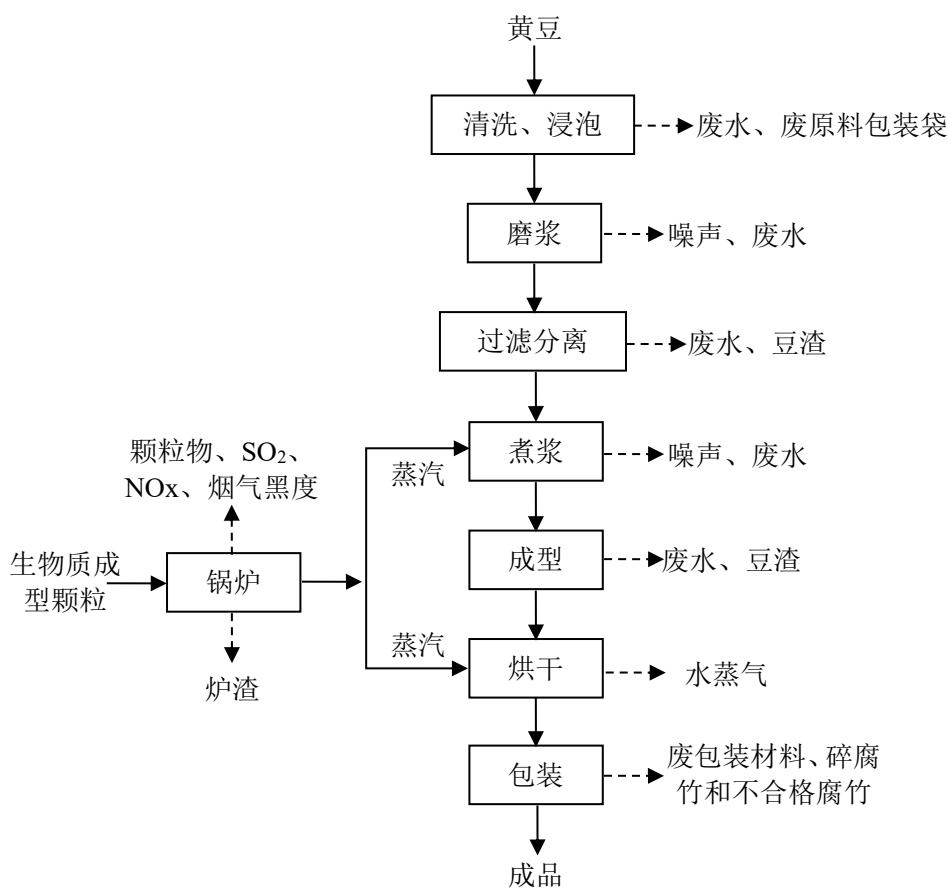 黄豆
清洗、浸泡
废水、废原料包装袋
磨浆
噪声、废水
过滤分离
废水、豆渣
颗粒物、SO₂、
NOx、烟气黑度
蒸汽
煮浆
噪声、废水
生物质成
型颗粒
锅炉
成型
废水、豆渣
炉渣
蒸汽
烘干
水蒸气
包装
废包装材料、碎腐
竹和不合格腐竹
成品